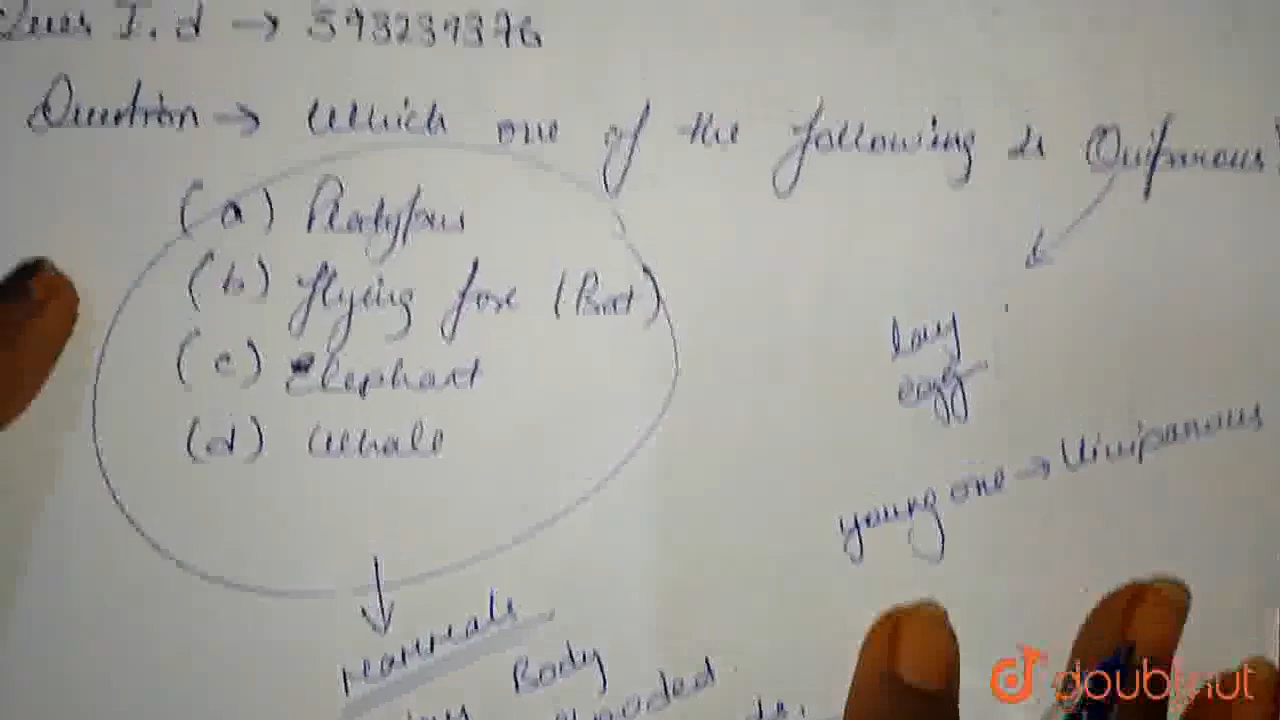 Ques I.d →
Question → Which one of the following is Oviparous
(a) Platypus
(b) flying fox (Bat)
(c) Elephant
(d) Whale
lay
eggs
young one → Viviparous
mammals
Body
blooded
doubtnut